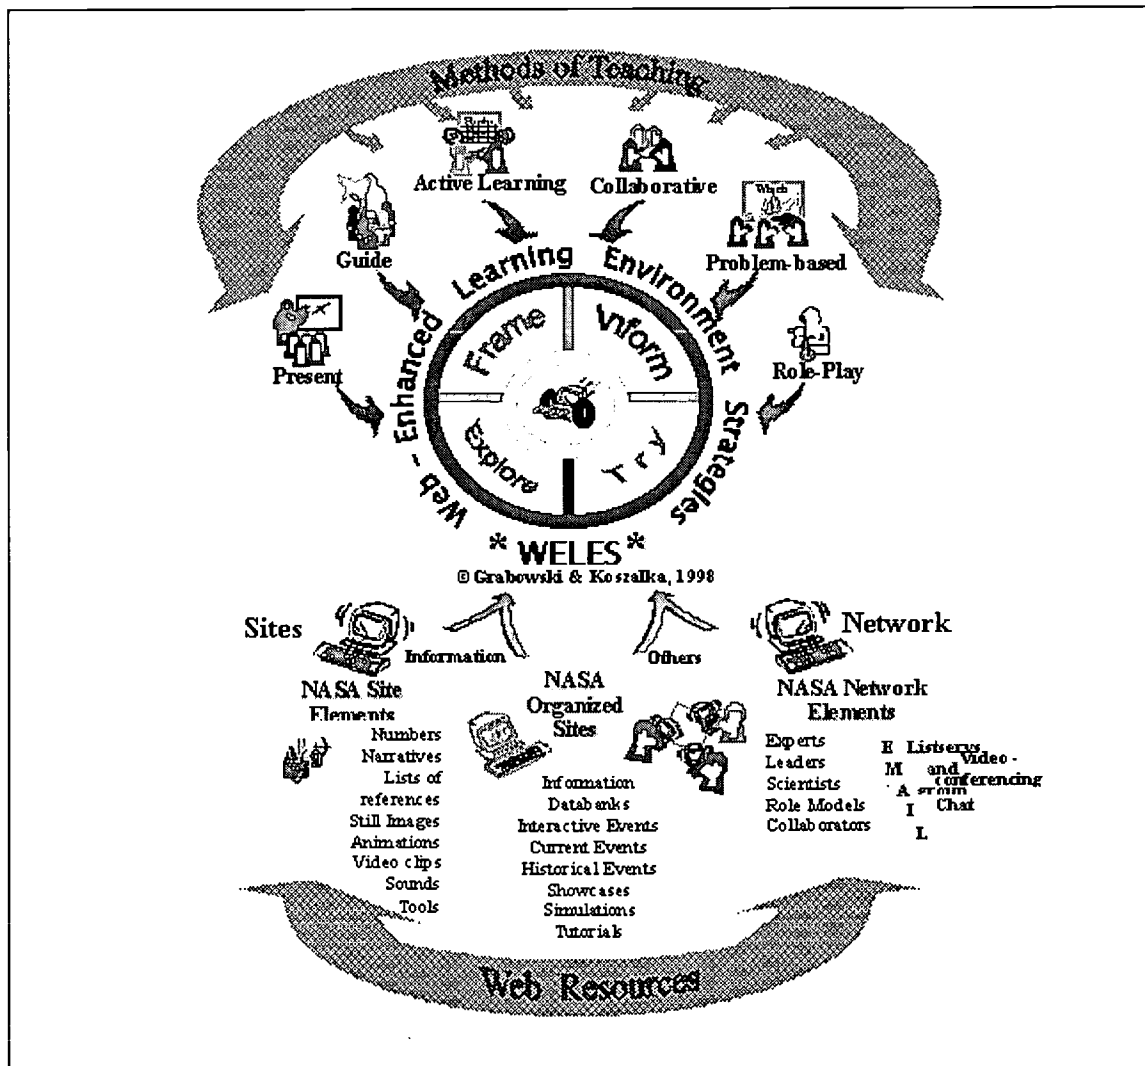 Methods of Teaching
Active Learning
Collaborative
Guide
Problem-based
Present
Role-Play
Web - Enhanced Learning Environment Strategies
Frame
Inform
Explore
Try
* WELES *
© Grabowski & Koszalka, 1998
Sites
Information
Others
Network
NASA Site
Elements
Numbers
Narratives
Lists of
references
Still Images
Animations
Video clips
Sounds
Tools
NASA
Organized
Sites
Information
Databanks
Interactive Events
Current Events
Historical Events
Showcases
Simulations
Tutorials
NASA Network
Elements
Experts
Leaders
Scientists
Role Models
Collaborators
EMAIL
Listservs
and
Video -
conferencing
Chat
Web Resources